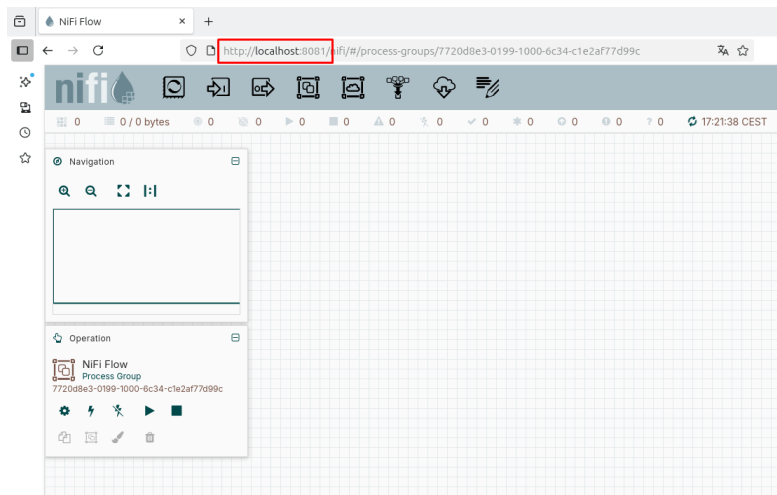 NiFi Flow
http://localhost:8081/nifi/#/process-groups/7720d8e3-0199-1000-6c34-c1e2af77d99c
nifi
0 0 / 0 bytes 0 0 0 0 0 0 0 0 0 0 0 17:21:38 CEST
Navigation
Operation
NiFi Flow
Process Group
7720d8e3-0199-1000-6c34-c1e2af77d99c